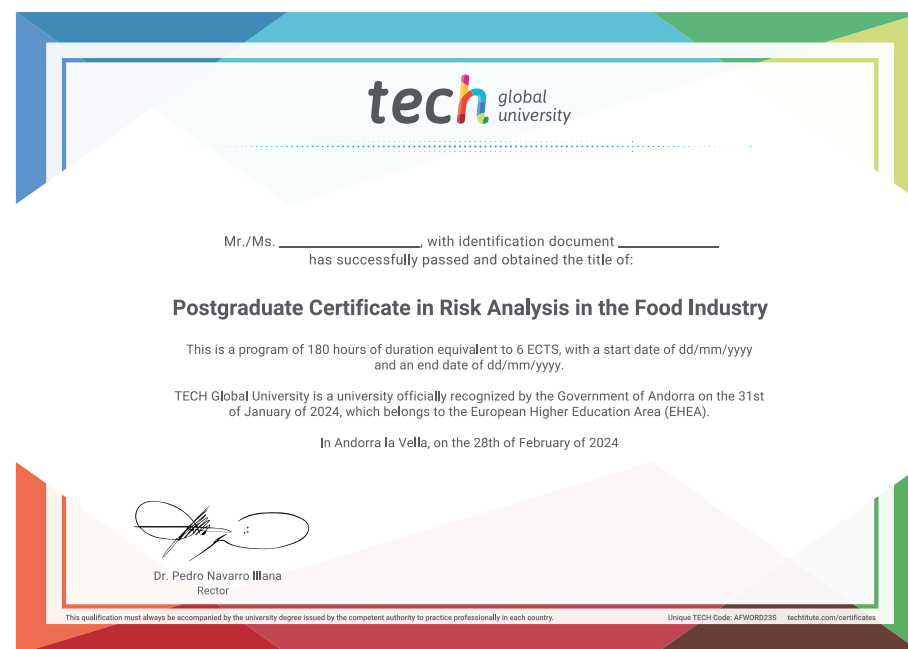 tech global
university
Mr./Ms. ____________, with identification document ____________
has successfully passed and obtained the title of:
Postgraduate Certificate in Risk Analysis in the Food Industry
This is a program of 180 hours of duration equivalent to 6 ECTS, with a start date of dd/mm/yyyy
and an end date of dd/mm/yyyy.
TECH Global University is a university officially recognized by the Government of Andorra on the 31st
of January of 2024, which belongs to the European Higher Education Area (EHEA).
In Andorra la Vella, on the 28th of February of 2024
Dr. Pedro Navarro Illana
Rector
This qualification must always be accompanied by the university degree issued by the competent authority to practice professionally in each country. Unique TECH Code: AFWORD23S techtitute.com/certificates